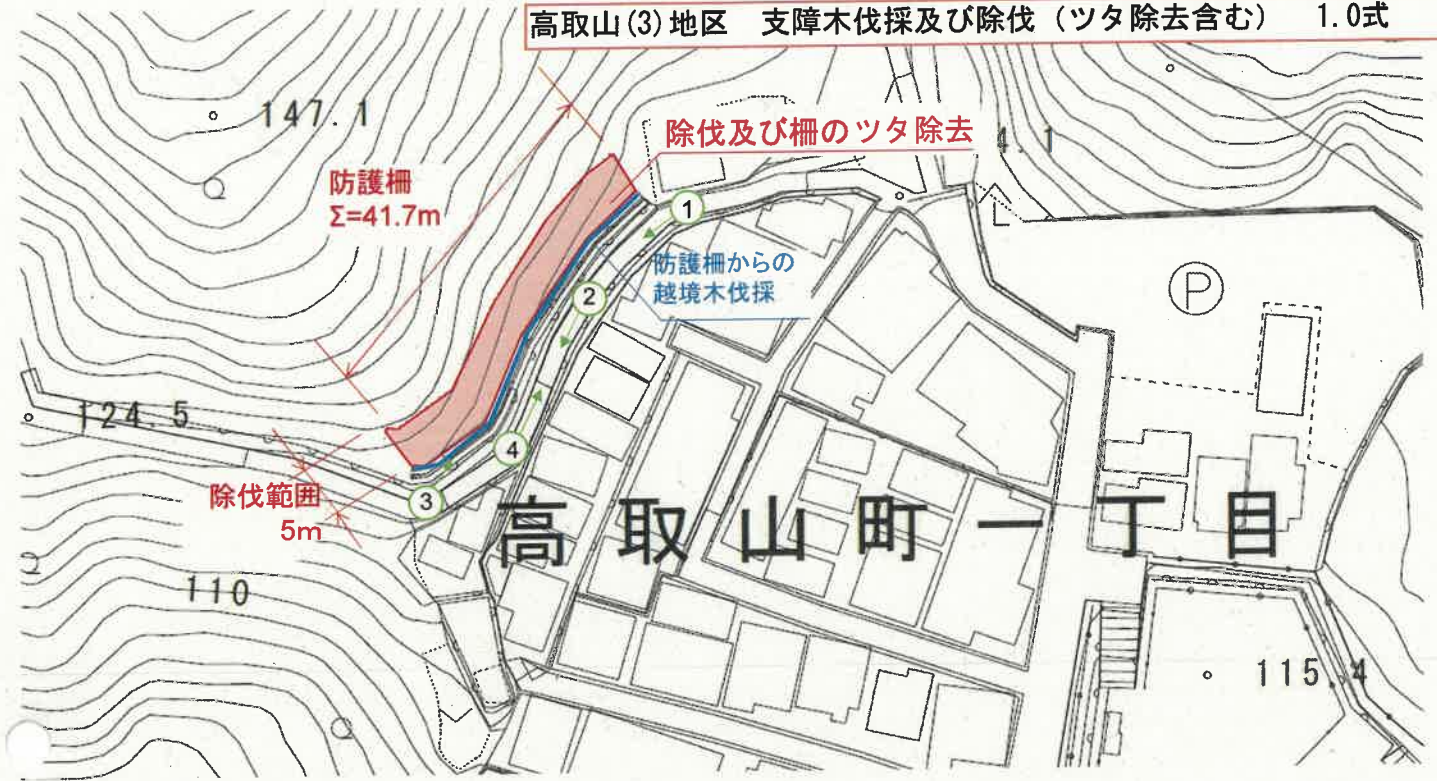 高取山(3)地区　支障木伐採及び除伐（ツタ除去含む）　1.0式
147.1
除伐及び柵のツタ除去
4.1
防護柵
Σ=41.7m
①
防護柵からの
越境木伐採
②
P
124.5
④
除伐範囲
5m
③
高取山町一丁目
110
115.4